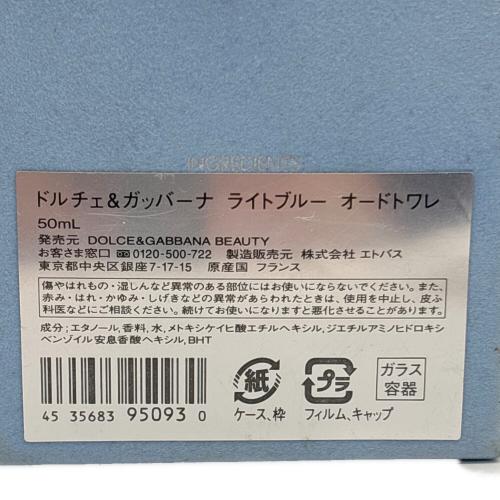 INGREDIENTS
ドルチェ&ガッバーナ ライトブルー オードトワレ
50mL
発売元 DOLCE&GABBANA BEAUTY
お客さま窓口 0120-500-722 製造販売元 株式会社 エトバス
東京都中央区銀座7-17-15 原産国 フランス
傷やはれもの・湿しんなど異常のある部位にはお使いにならないでください。また、
赤み・はれ・かゆみ・しげきなどの異常があらわれたときは、使用を中止し、皮ふ
科医などにご相談ください。続けてお使いになりますと悪化させることがあります。
成分;エタノール,香料,水,メトキシケイヒ酸エチルヘキシル,ジエチルアミノヒドロキシ
ベンゾイル安息香酸ヘキシル,BHT
紙
プラ
ガラス
容器
45 35683 95093 0
ケース、枠
フィルム、キャップ